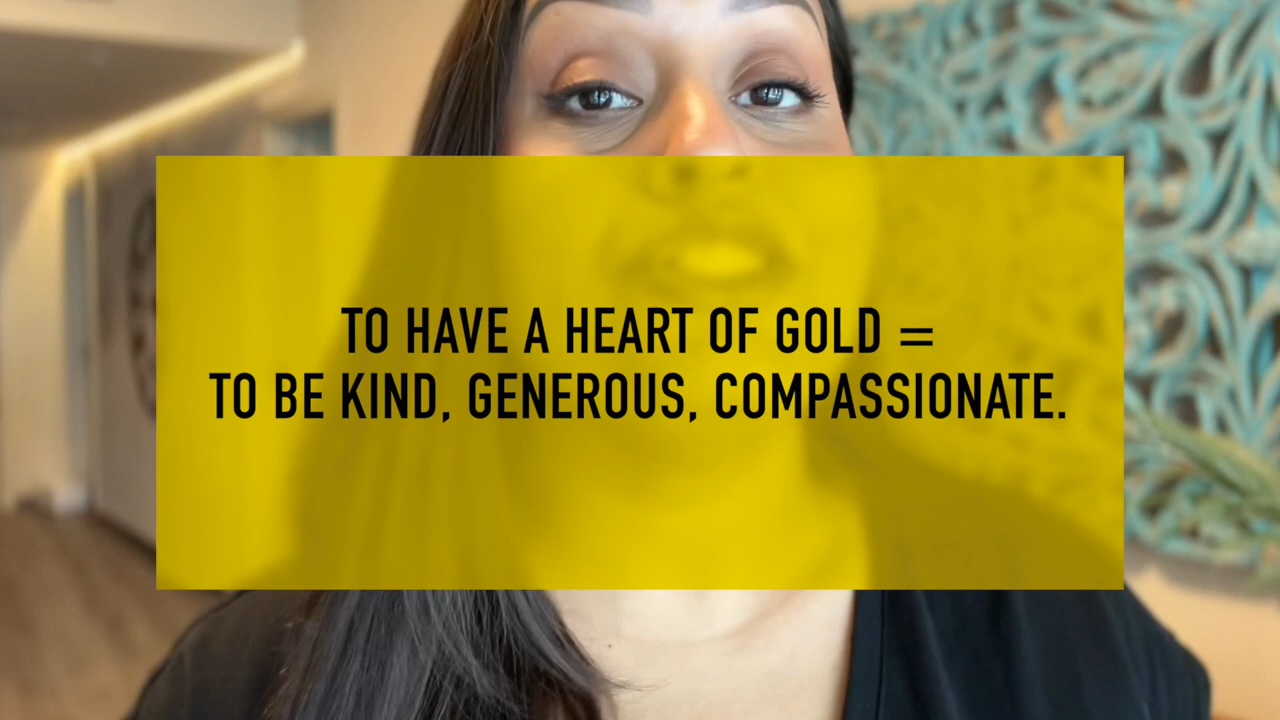 TO HAVE A HEART OF GOLD =
TO BE KIND, GENEROUS, COMPASSIONATE.